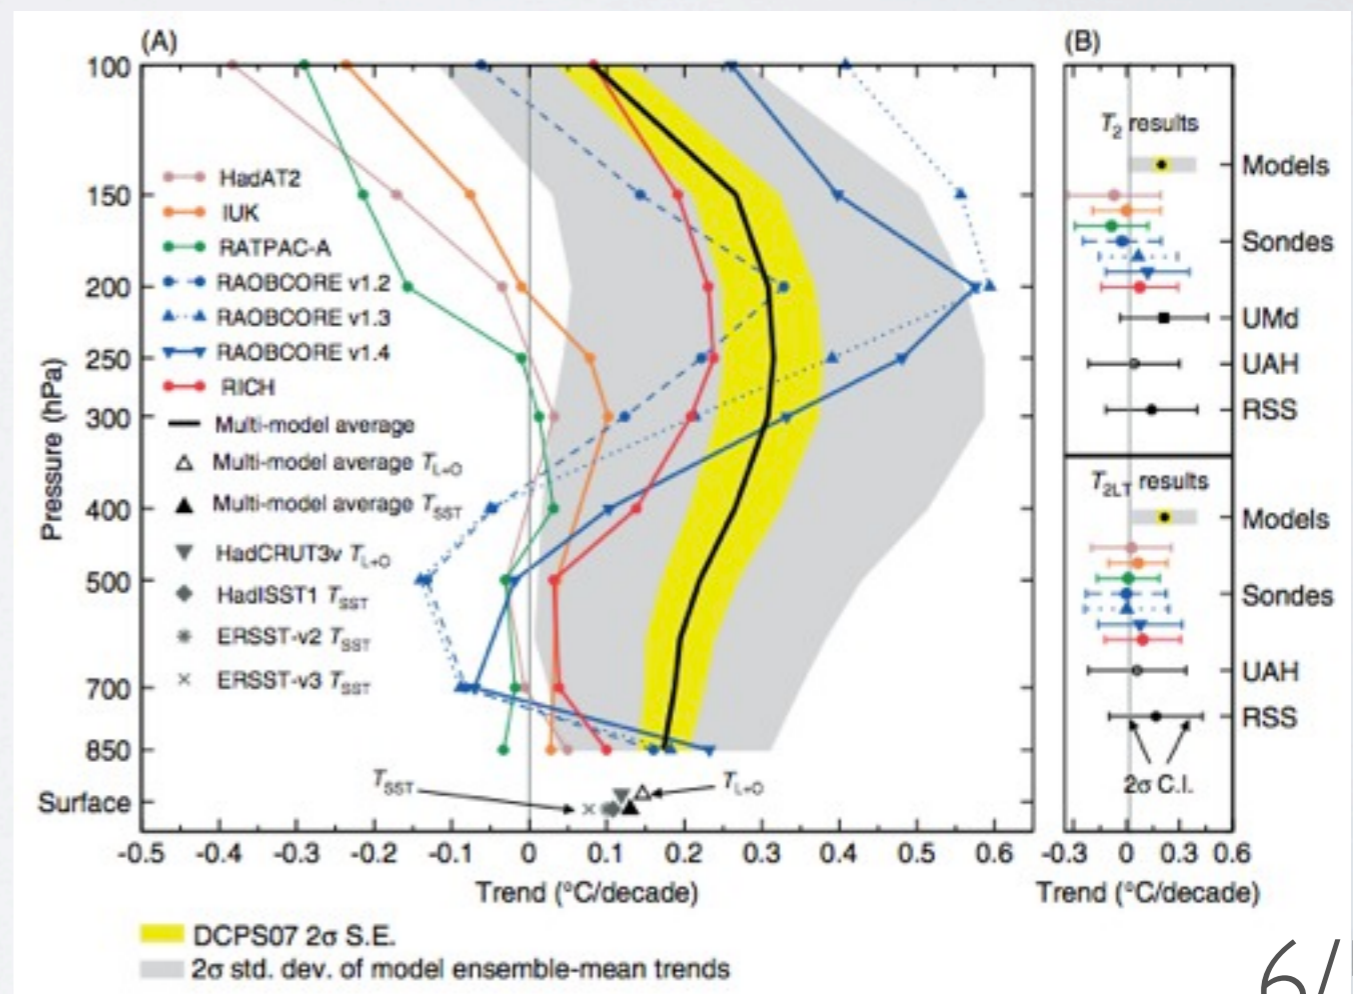 (A)
(B)
100
150
200
250
300
400
500
700
850
Surface
Pressure (hPa)
HadAT2
IUK
RATPAC-A
RAOBCORE v1.2
RAOBCORE v1.3
RAOBCORE v1.4
RICH
Multi-model average
Multi-model average T_L+O
Multi-model average T_SST
HadCRUT3v T_L+O
HadISST1 T_SST
ERSST-v2 T_SST
ERSST-v3 T_SST
T_SST
T_L+O
-0.5 -0.4 -0.3 -0.2 -0.1 0 0.1 0.2 0.3 0.4 0.5 0.6
Trend (°C/decade)
T_2 results
Models
Sondes
UMd
UAH
RSS
T_2LT results
Models
Sondes
UAH
RSS
2σ C.I.
-0.3 0 0.3 0.6
Trend (°C/decade)
DCPS07 2σ S.E.
2σ std. dev. of model ensemble-mean trends
6/